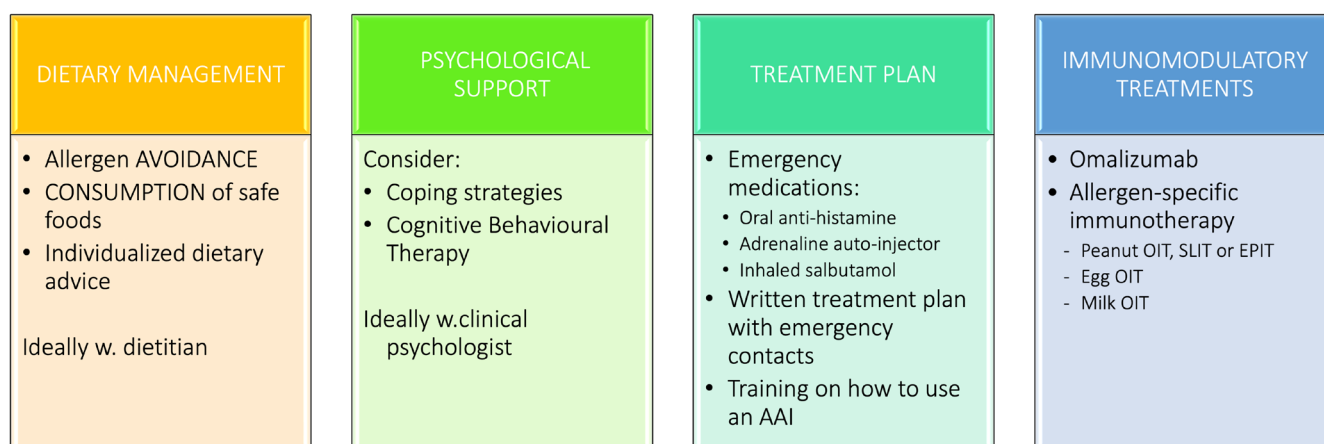 DIETARY MANAGEMENT
• Allergen AVOIDANCE
• CONSUMPTION of safe
foods
• Individualized dietary
advice
Ideally w. dietitian
PSYCHOLOGICAL
SUPPORT
Consider:
• Coping strategies
• Cognitive Behavioural
Therapy
Ideally w.clinical
psychologist
TREATMENT PLAN
• Emergency
medications:
• Oral anti-histamine
• Adrenaline auto-injector
• Inhaled salbutamol
• Written treatment plan
with emergency
contacts
• Training on how to use
an AAI
IMMUNOMODULATORY
TREATMENTS
• Omalizumab
• Allergen-specific
immunotherapy
- Peanut OIT, SLIT or EPIT
- Egg OIT
- Milk OIT